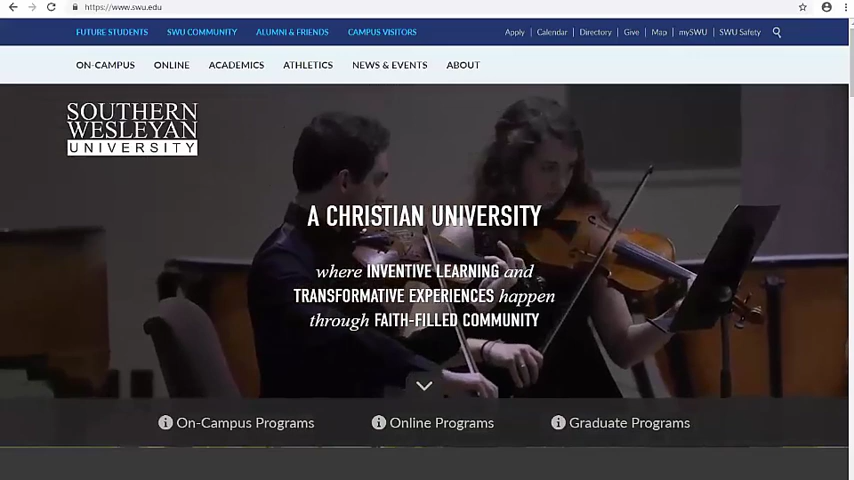 https://www.swu.edu
FUTURE STUDENTS SWU COMMUNITY ALUMNI & FRIENDS CAMPUS VISITORS Apply | Calendar | Directory | Give | Map | mySWU | SWU Safety
ON-CAMPUS ONLINE ACADEMICS ATHLETICS NEWS & EVENTS ABOUT
SOUTHERN
WESLEYAN
UNIVERSITY
A CHRISTIAN UNIVERSITY
where INVENTIVE LEARNING and
TRANSFORMATIVE EXPERIENCES happen
through FAITH-FILLED COMMUNITY
On-Campus Programs Online Programs Graduate Programs